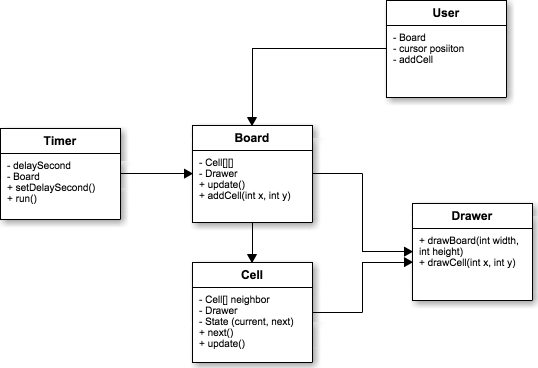 User
- Board
- cursor posiiton
- addCell
Timer
- delaySecond
- Board
+ setDelaySecond()
+ run()
Board
- Cell[][]
- Drawer
+ update()
+ addCell(int x, int y)
Drawer
+ drawBoard(int width,
int height)
+ drawCell(int x, int y)
Cell
- Cell[] neighbor
- Drawer
- State (current, next)
+ next()
+ update()